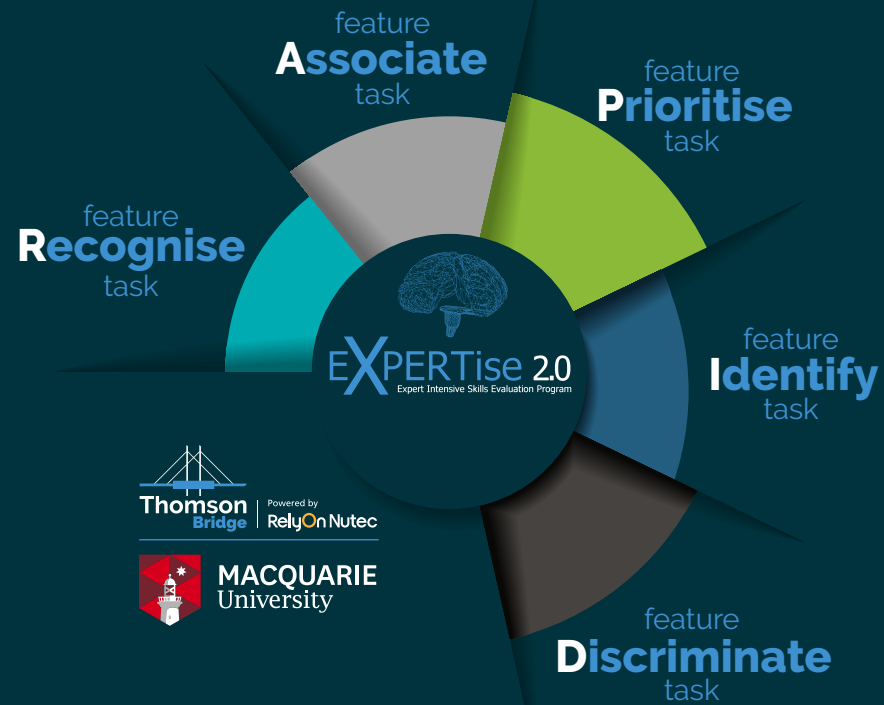 feature
Associate
task
feature
Prioritise
task
feature
Recognise
task
feature
Identify
task
EXPERTise 2.0
Expert Intensive Skills Evaluation Program
Thomson
Bridge
Powered by
RelyOn Nutec
MACQUARIE
University
feature
Discriminate
task